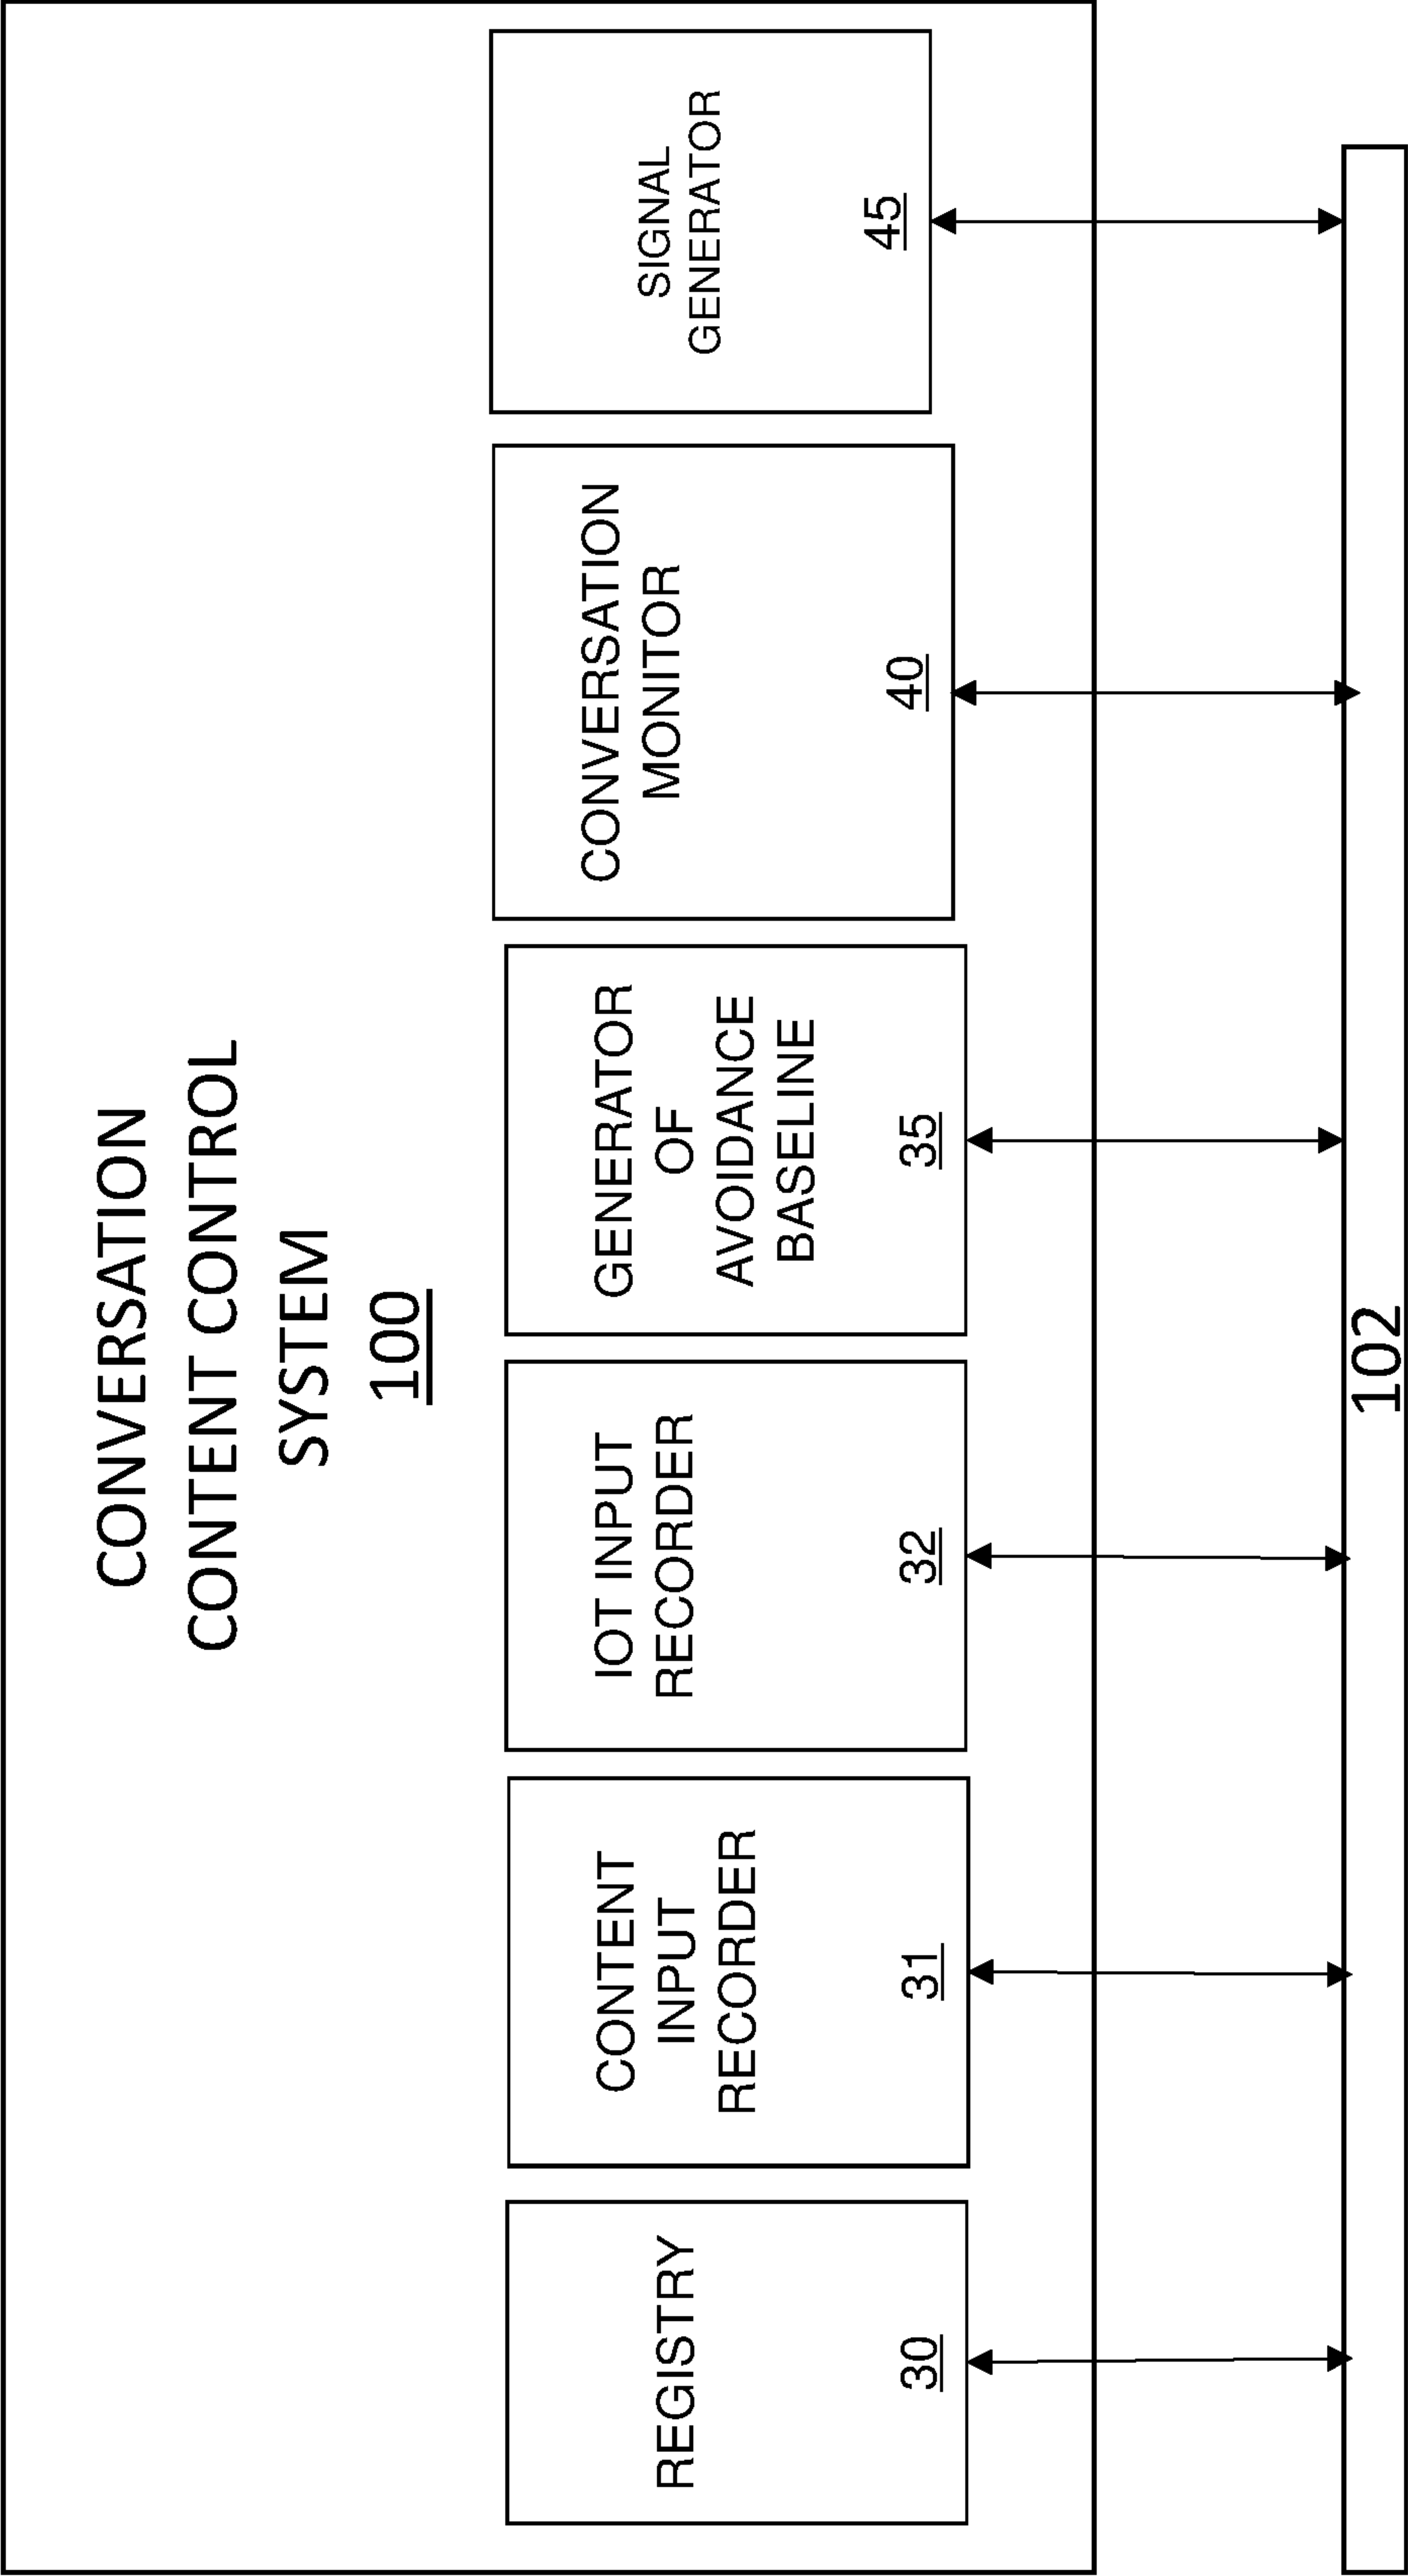 CONVERSATION
CONTENT CONTROL
SYSTEM
100
REGISTRY
30
CONTENT
INPUT
RECORDER
31
IOT INPUT
RECORDER
32
GENERATOR
OF
AVOIDANCE
BASELINE
35
CONVERSATION
MONITOR
40
SIGNAL
GENERATOR
45
102